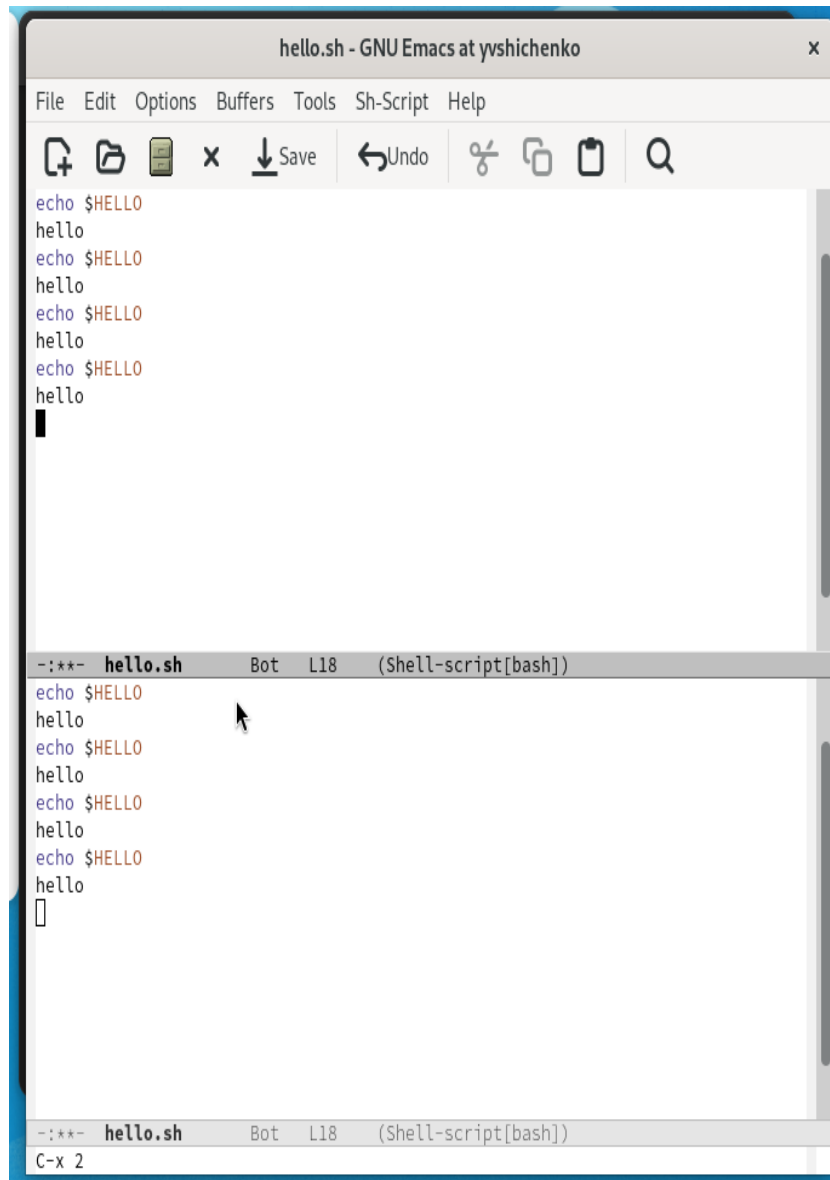 hello.sh - GNU Emacs at yvshichenko x
File Edit Options Buffers Tools Sh-Script Help
Save Undo
echo $HELLO
hello
echo $HELLO
hello
echo $HELLO
hello
echo $HELLO
hello
-:**- hello.sh Bot L18 (Shell-script[bash])
echo $HELLO
hello
echo $HELLO
hello
echo $HELLO
hello
echo $HELLO
hello
-:**- hello.sh Bot L18 (Shell-script[bash])
C-x 2